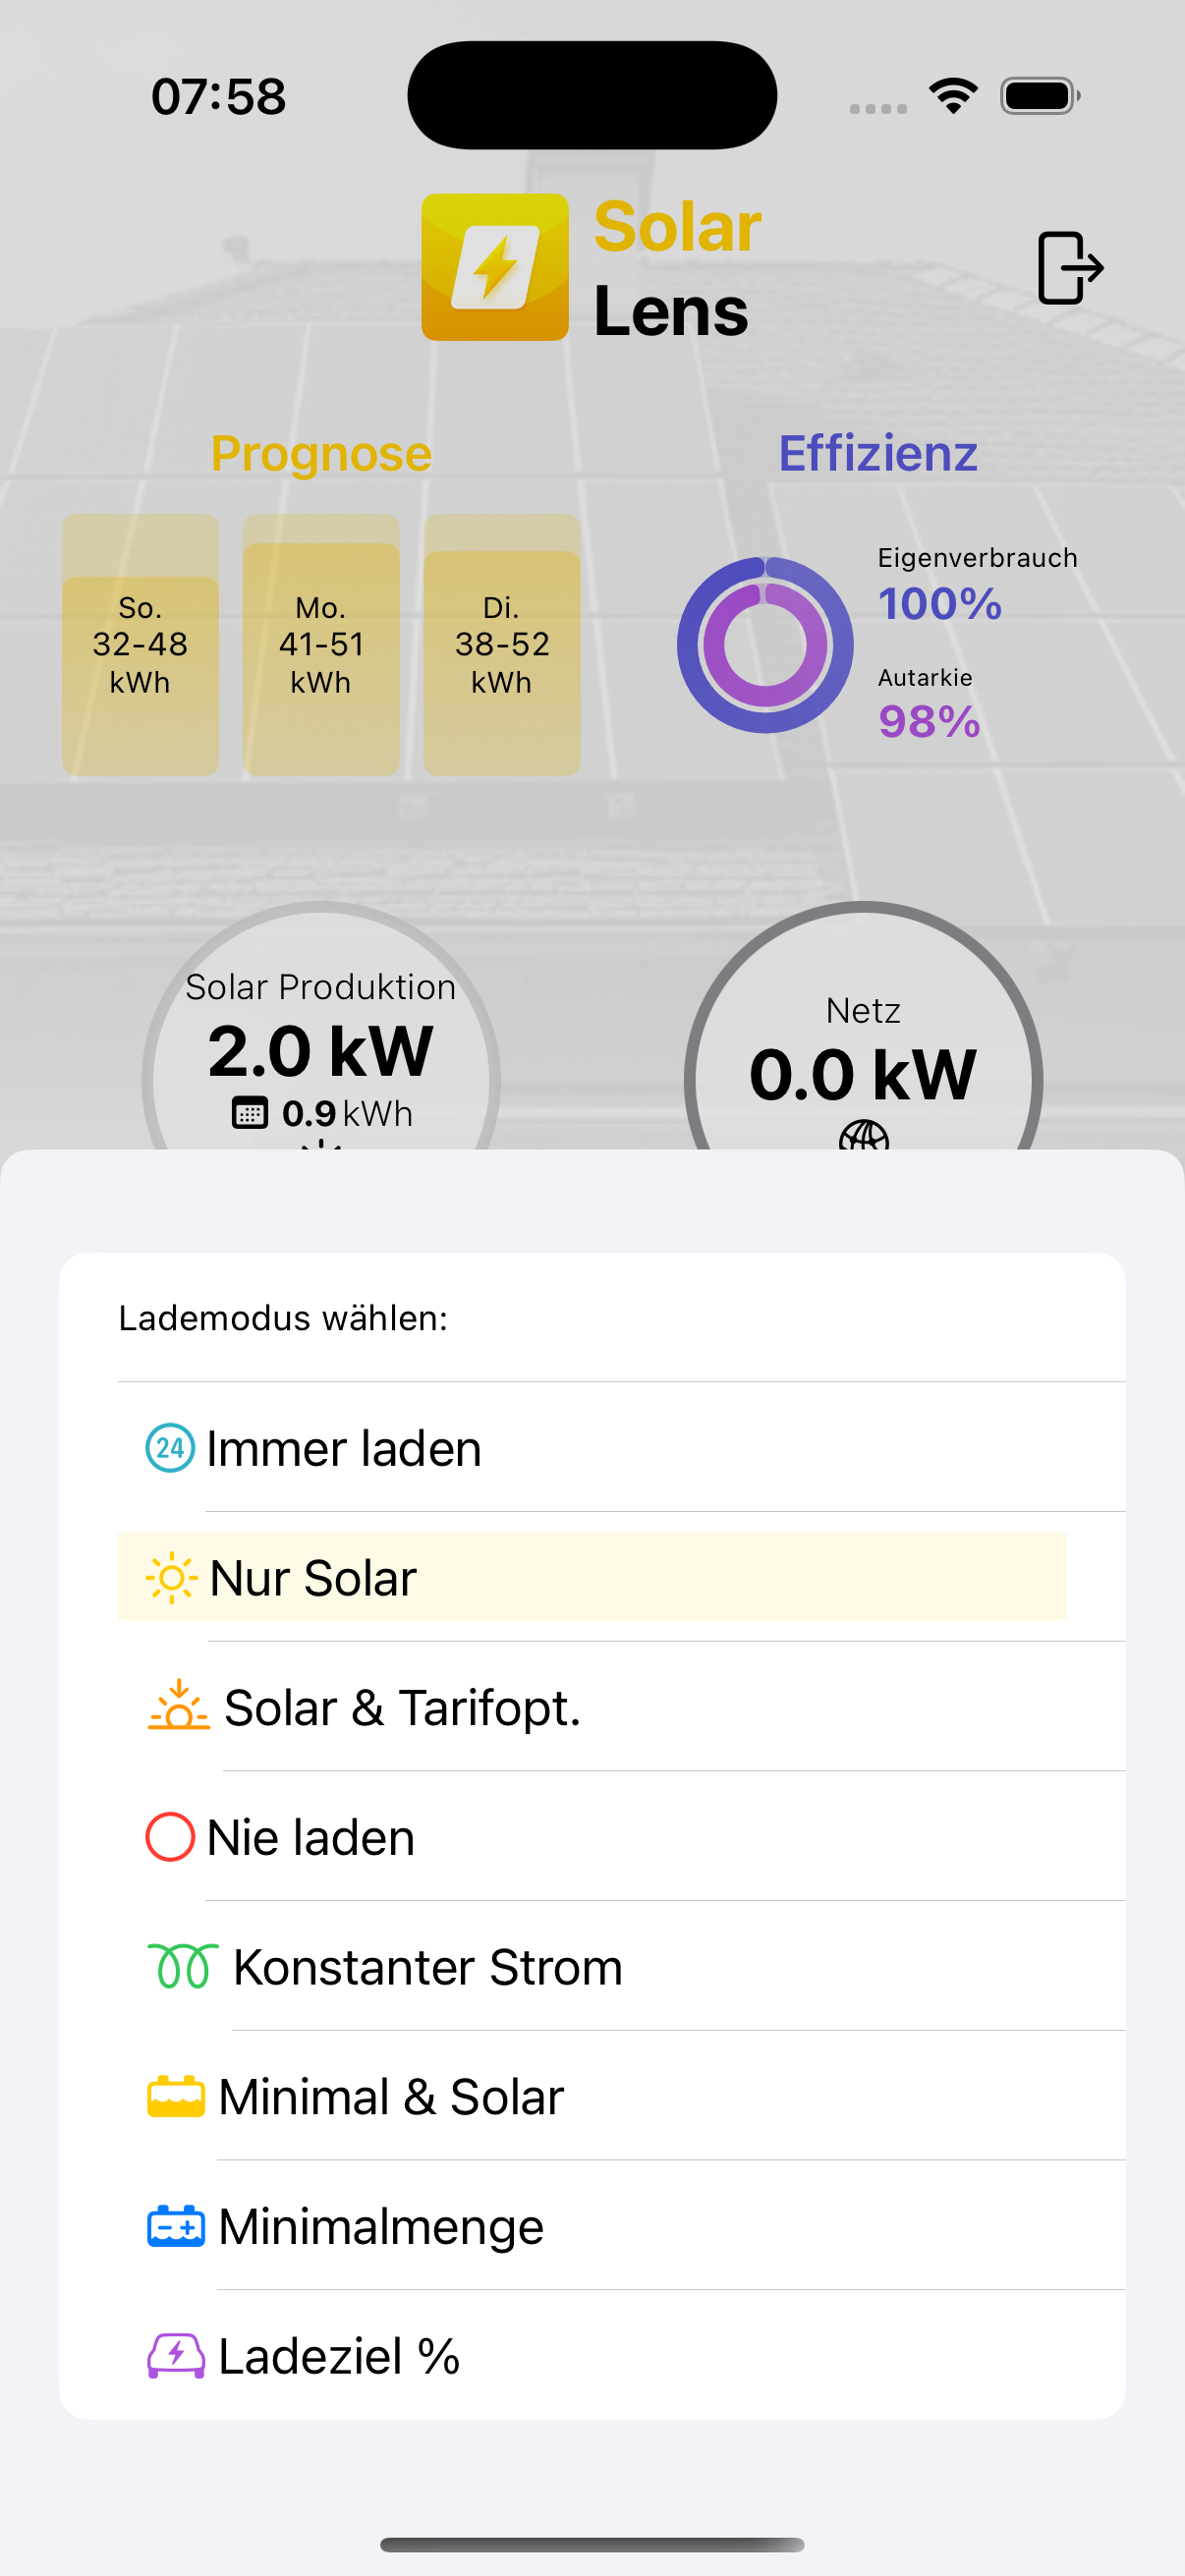 07:58
Solar
Lens
Prognose
Effizienz
So.
32-48
kWh
Mo.
41-51
kWh
Di.
38-52
kWh
Eigenverbrauch
100%
Autarkie
98%
Solar Produktion
2.0 kW
0.9 kWh
Netz
0.0 kW
Lademodus wählen:
24 Immer laden
Nur Solar
Solar & Tarifopt.
Nie laden
Konstanter Strom
Minimal & Solar
Minimalmenge
Ladeziel %